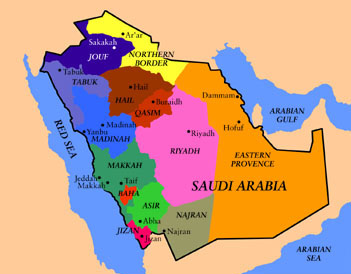 Ar'ar
Sakakah
JOUF
NORTHERN
BORDER
Tabuk
TABUK
Hail
HAIL
Buraidh
QASIM
Dammam
ARABIAN
GULF
RED SEA
Yanbu
Madinah
MADINAH
Riyadh
RIYADH
Hofuf
EASTERN
PROVENCE
MAKKAH
Jeddah
Makkah
Taif
BAHA
SAUDI ARABIA
ASIR
Abha
NAJRAN
Najran
JIZAN
Jizan
ARABIAN
SEA